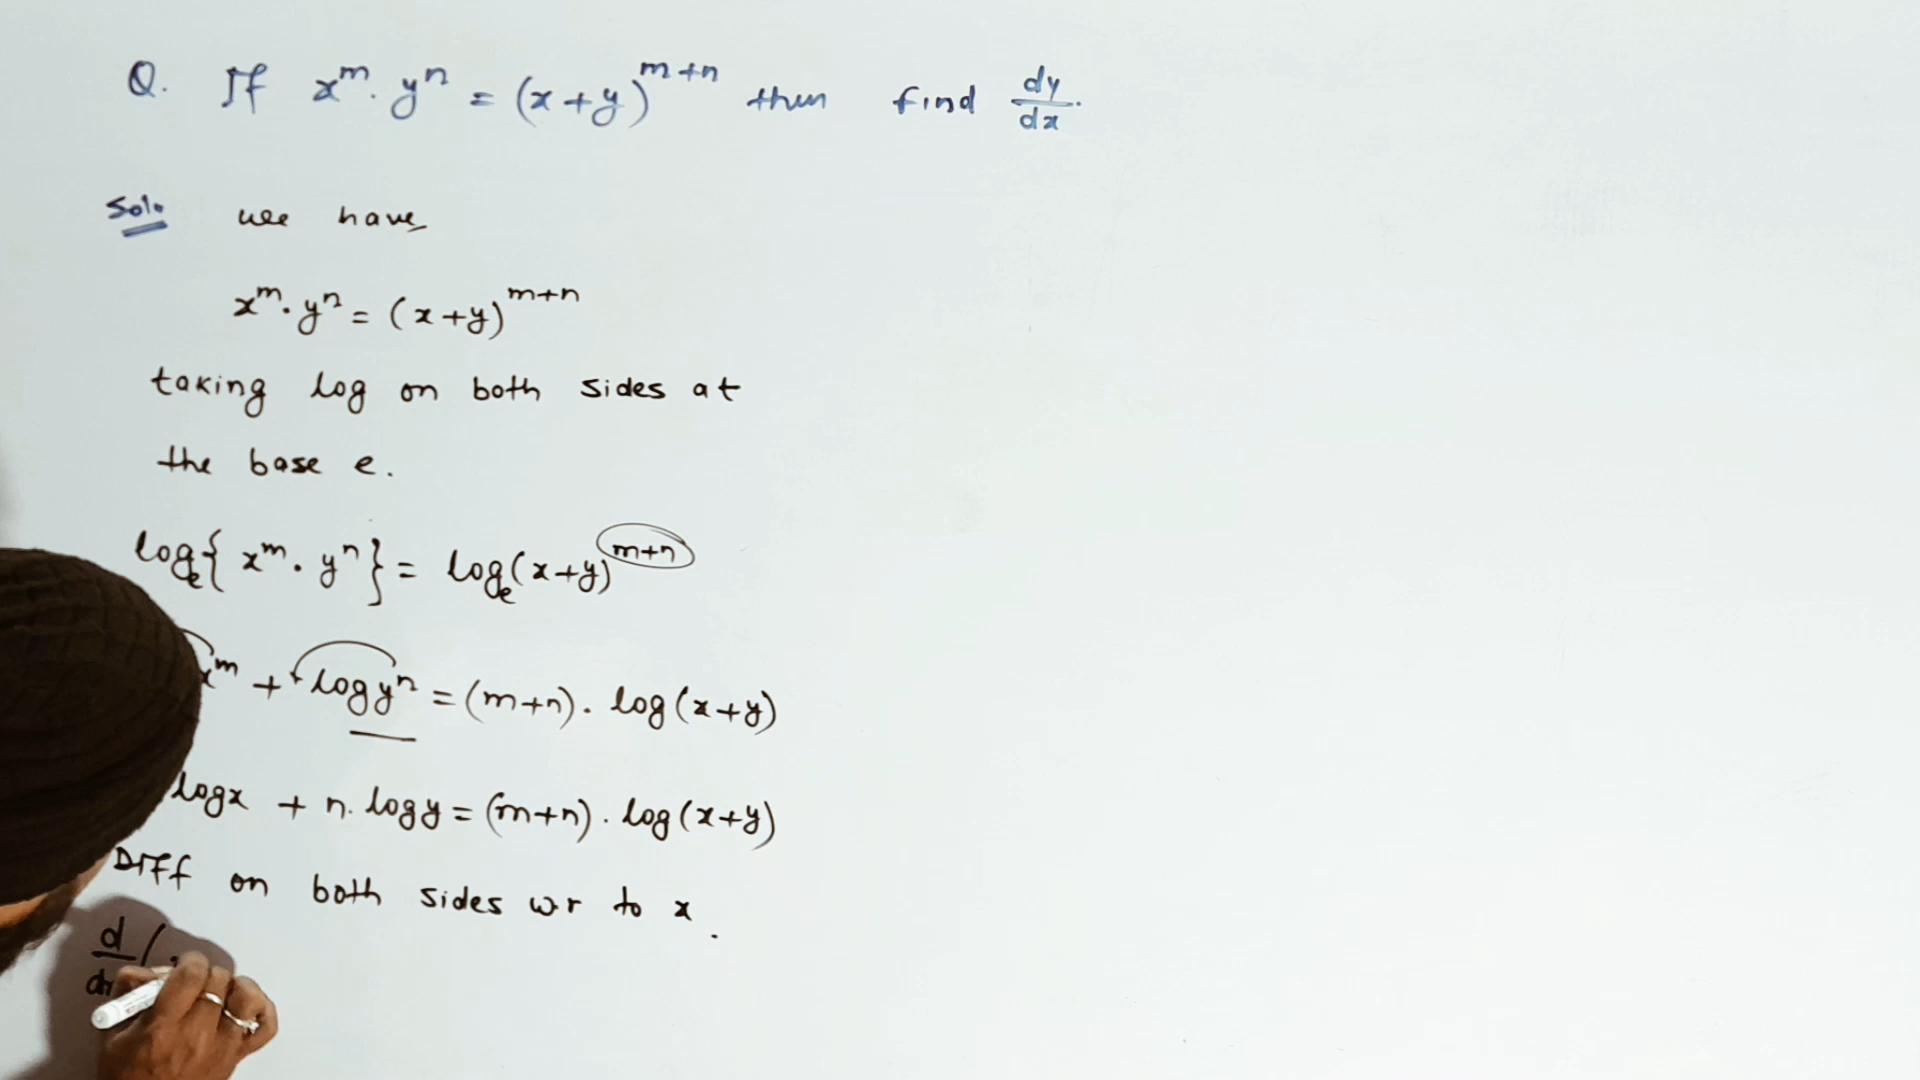 Q. If x^m . y^n = (x+y)^m+n then find dy/dx.
Sol. we have
x^m . y^n = (x+y)^m+n
taking log on both sides at
the base e.
log_e{ x^m . y^n } = log_e(x+y)^m+n
x^m + log y^n = (m+n) . log(x+y)
logx + n. logy = (m+n) . log(x+y)
Diff on both sides wr to x .
d/dx (